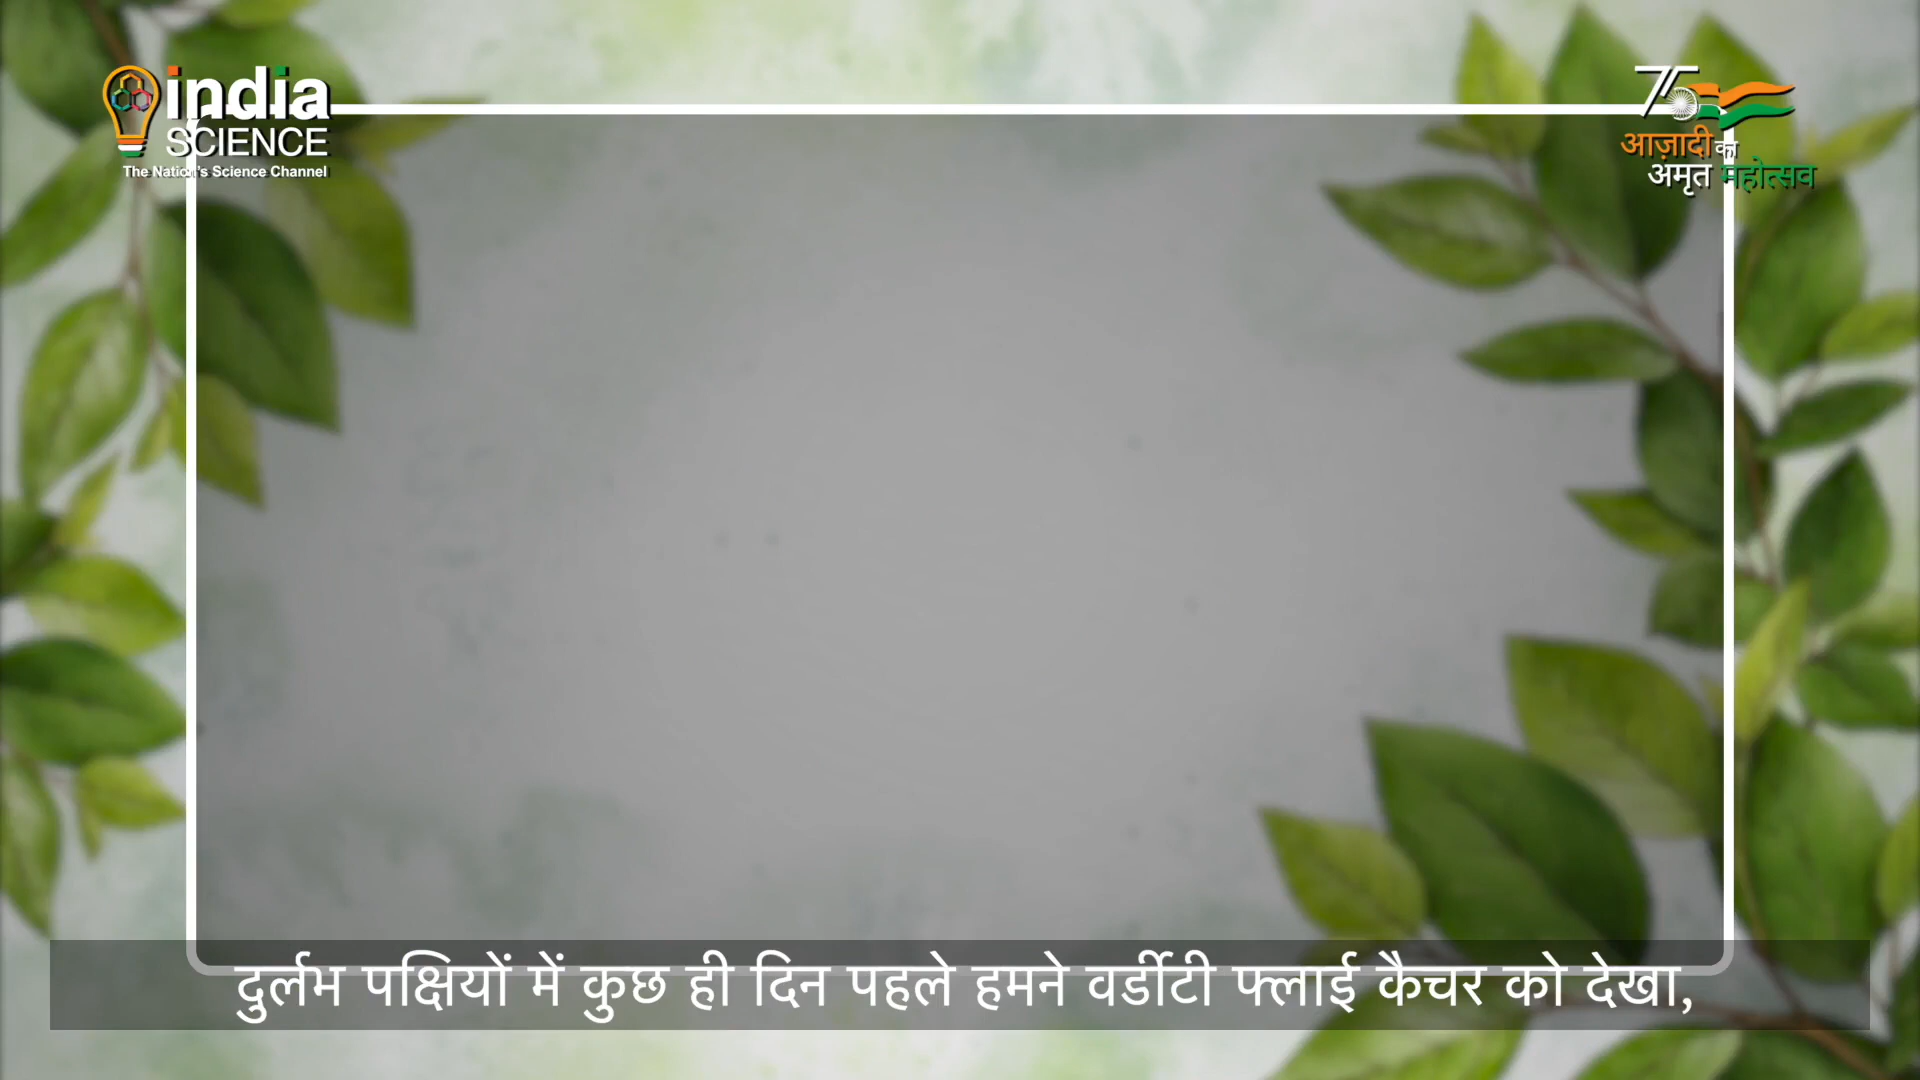 india
SCIENCE
The Nation's Science Channel
75
आज़ादी का
अमृत महोत्सव
दुर्लभ पक्षियों में कुछ ही दिन पहले हमने वर्डीटी फ्लाई कैचर को देखा,